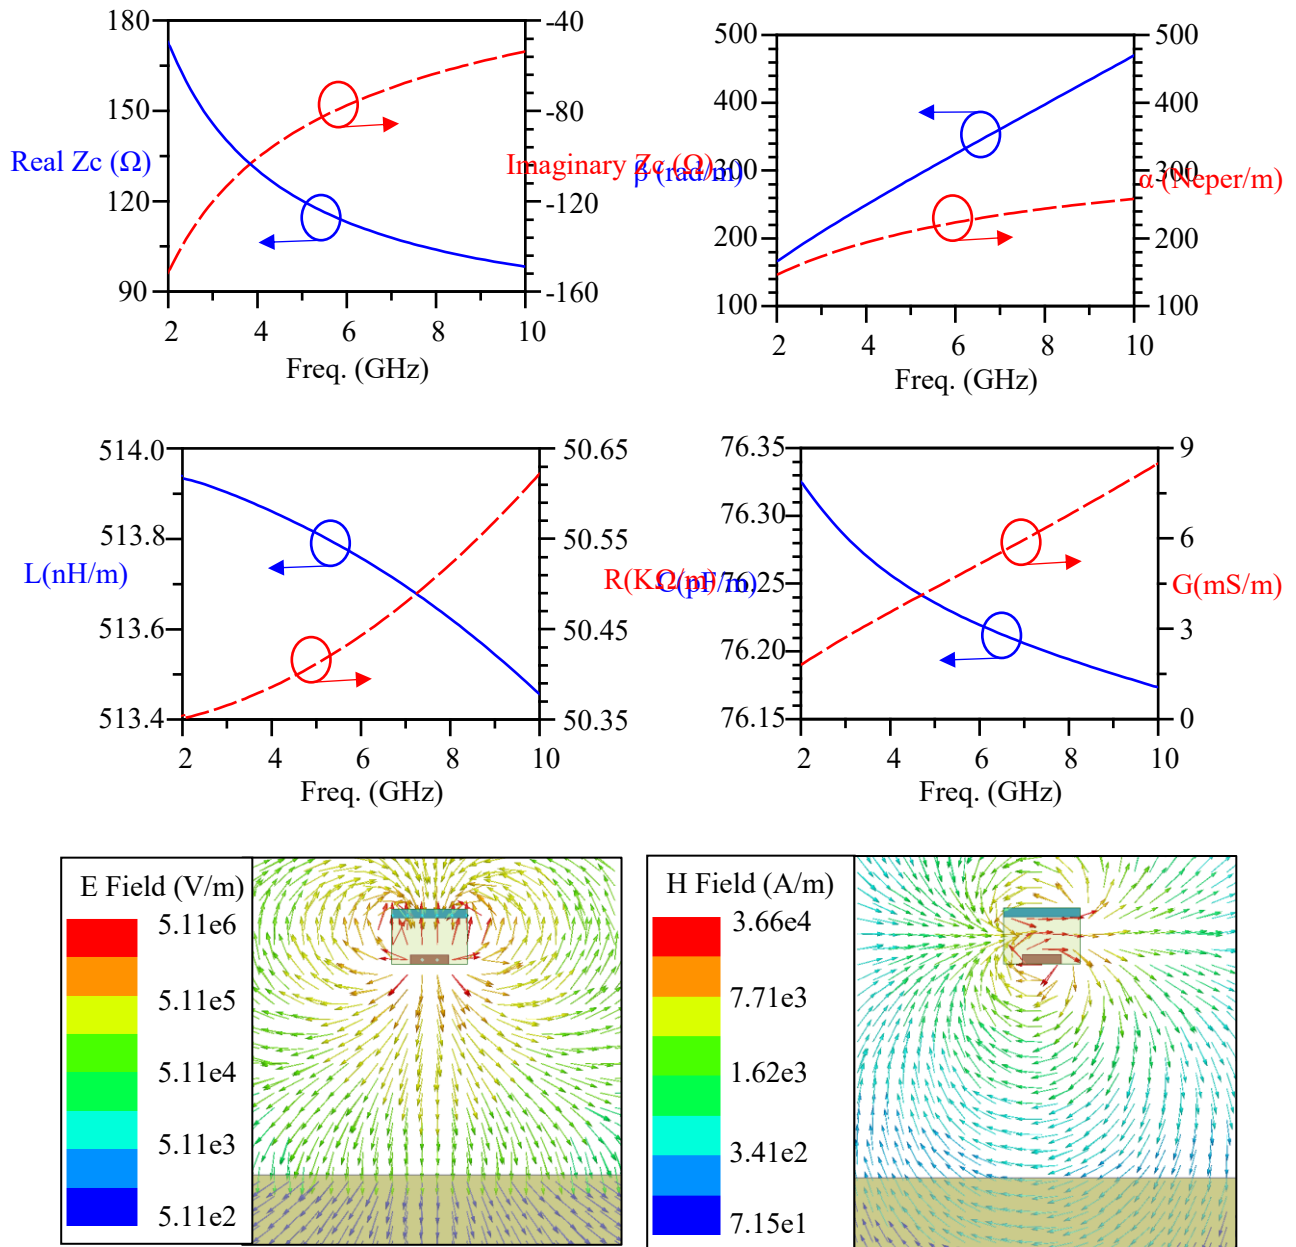 180
150
120
90
Real Zc (Ω)
-40
-80
-120
-160
Imaginary Zc (Ω)
2 4 6 8 10
Freq. (GHz)
500
400
300
200
100
β (rad/m)
500
400
300
200
100
α (Neper/m)
2 4 6 8 10
Freq. (GHz)
514.0
513.8
513.6
513.4
L(nH/m)
50.65
50.55
50.45
50.35
R(KΩ/m)
2 4 6 8 10
Freq. (GHz)
76.35
76.30
76.25
76.20
76.15
C(pF/m)
9
6
3
0
G(mS/m)
2 4 6 8 10
Freq. (GHz)
E Field (V/m)
5.11e6
5.11e5
5.11e4
5.11e3
5.11e2
H Field (A/m)
3.66e4
7.71e3
1.62e3
3.41e2
7.15e1